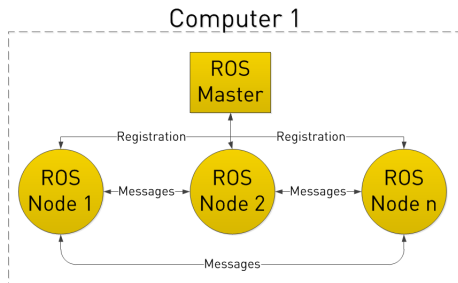 Computer 1
ROS
Master
Registration
Registration
ROS
Node 1
Messages
ROS
Node 2
Messages
ROS
Node n
Messages